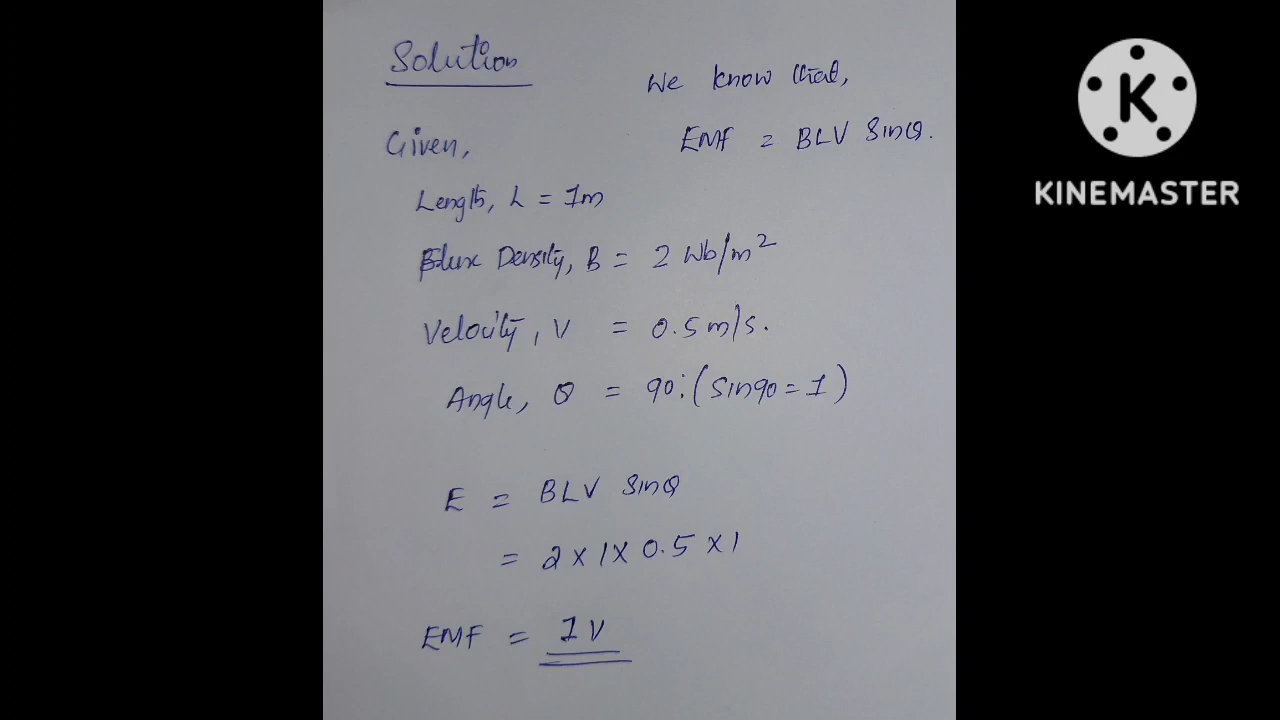 Solution
We know that,
EMF = BLV Sinθ.
Given,
Length, L = 1m
Flux Density, B = 2 Wb/m²
Velocity, V = 0.5 m/s.
Angle, θ = 90° (Sin90 = 1)
E = BLV Sinθ
= 2 × 1 × 0.5 × 1
EMF = 1V
KINEMASTER